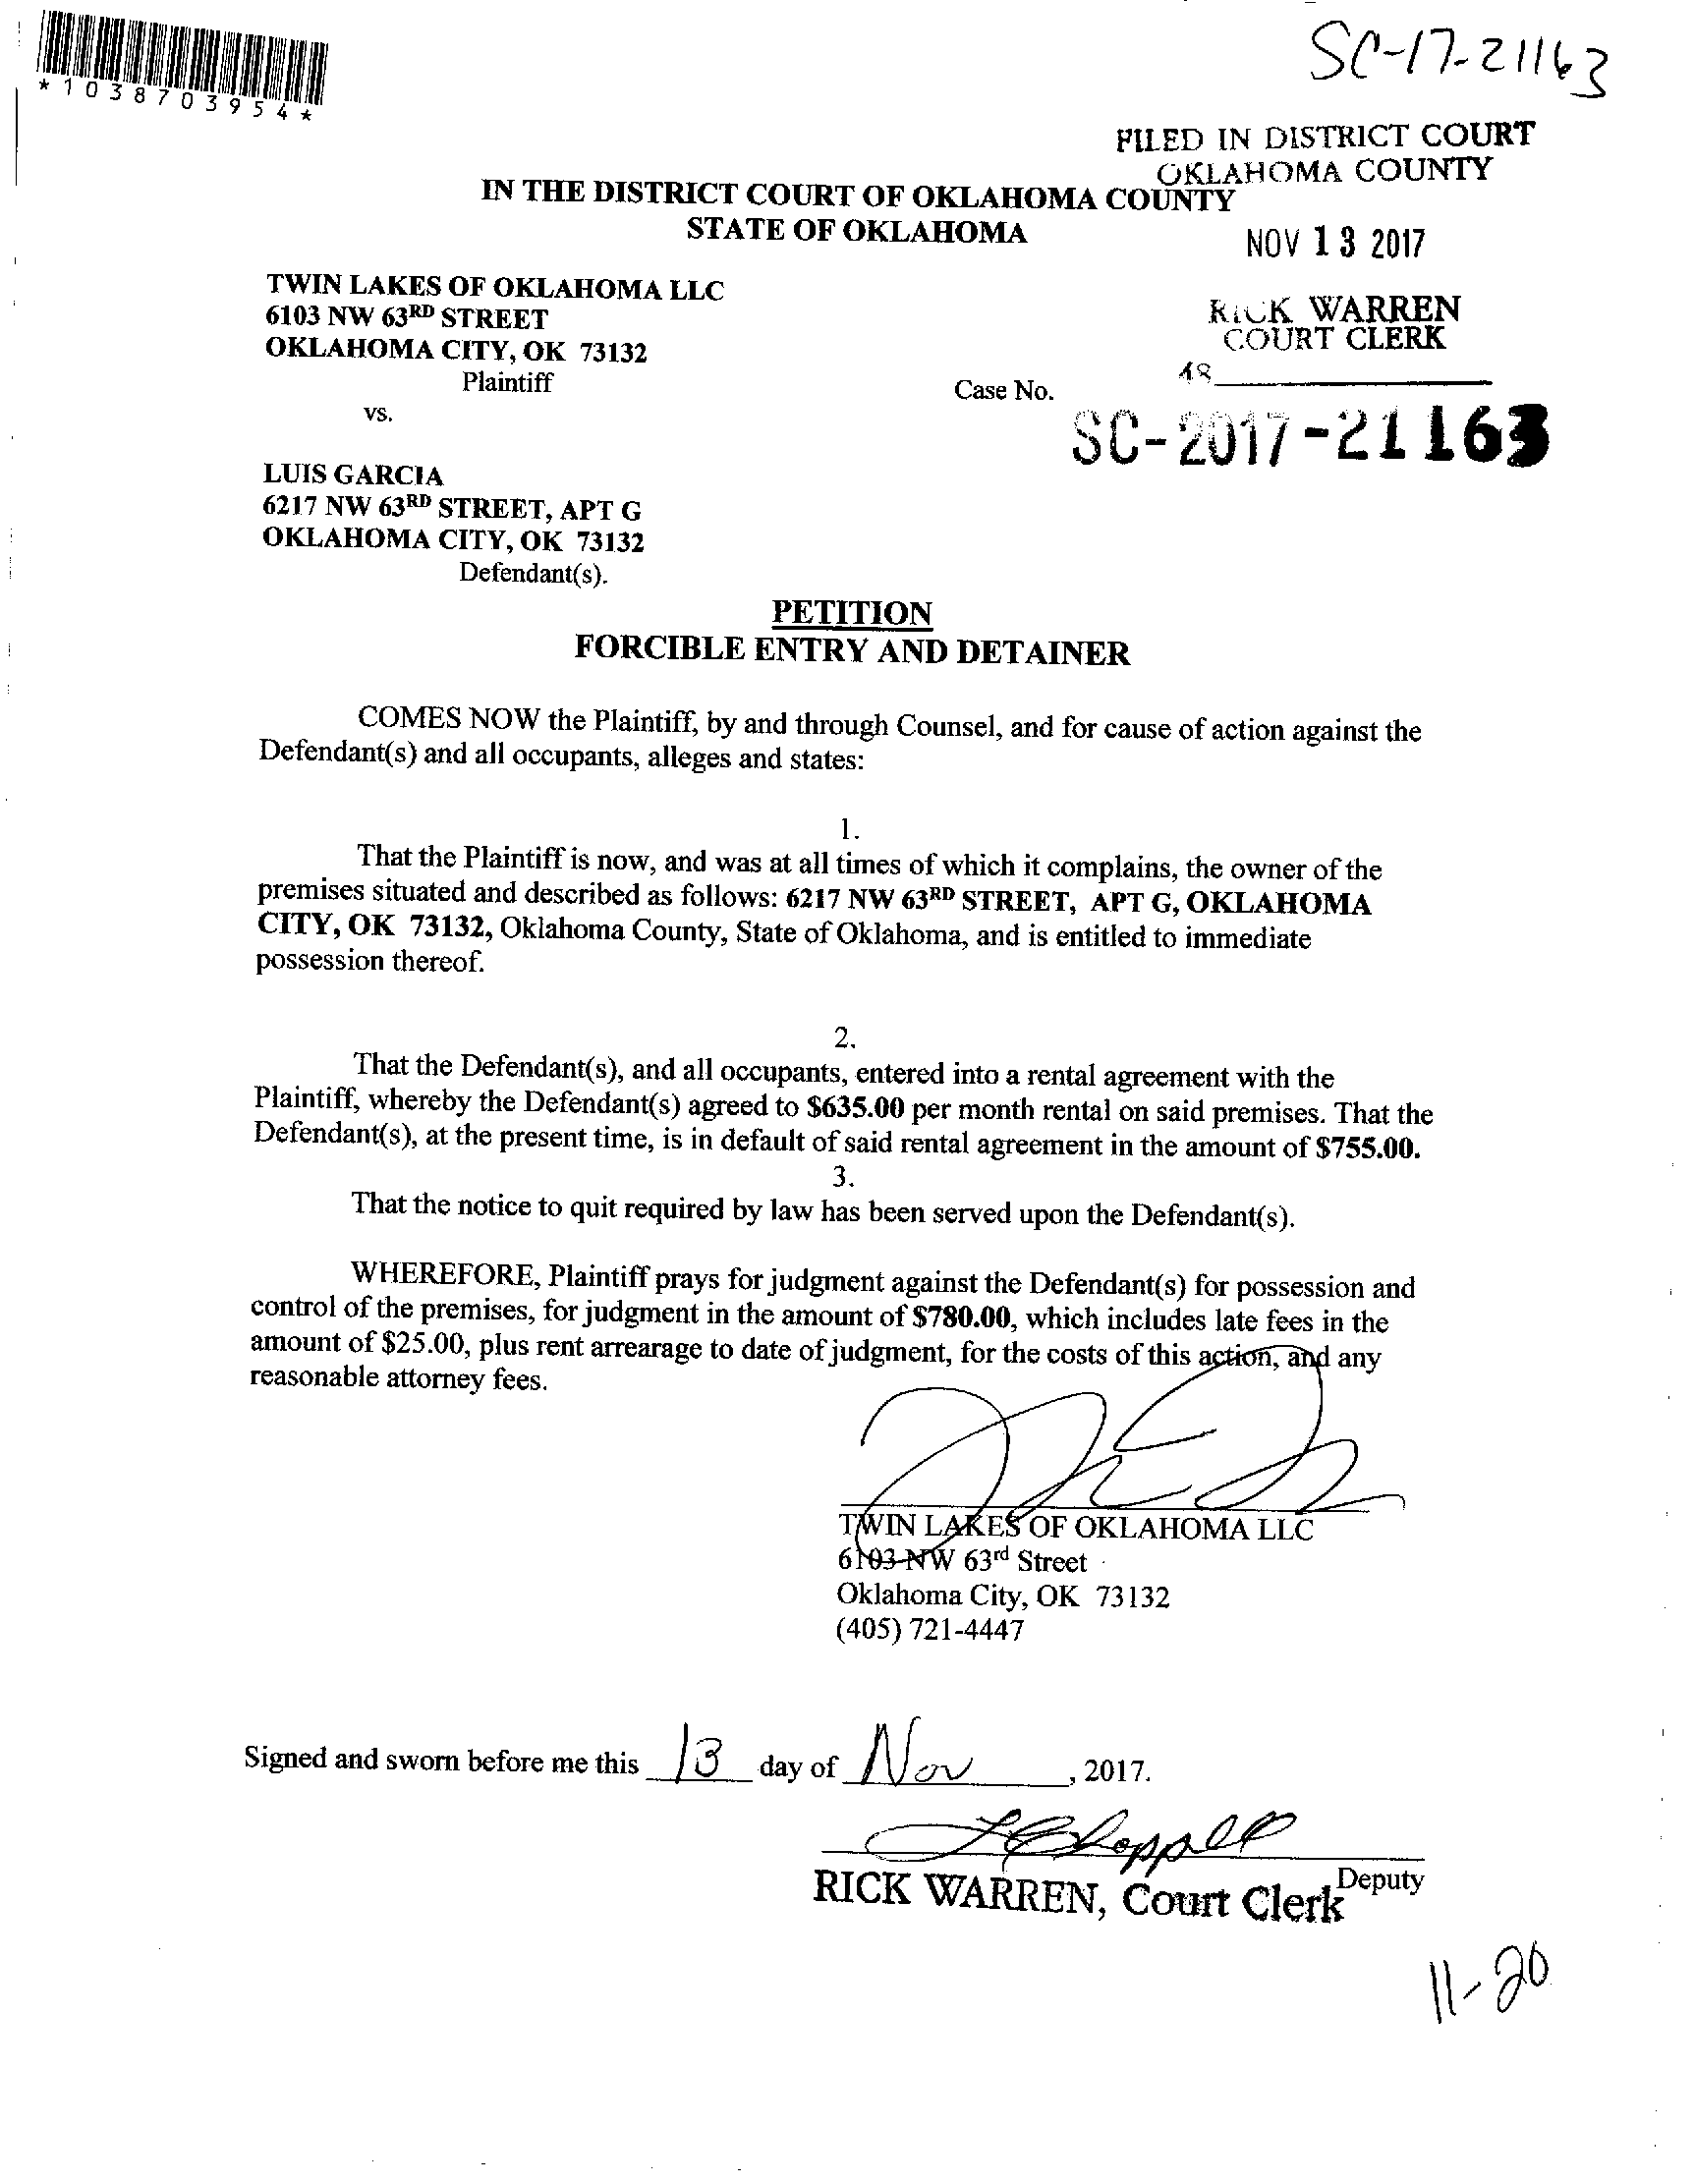 *1038703954*
SC-17-21163
FILED IN DISTRICT COURT
OKLAHOMA COUNTY
IN THE DISTRICT COURT OF OKLAHOMA COUNTY
STATE OF OKLAHOMA
NOV 13 2017
TWIN LAKES OF OKLAHOMA LLC
6103 NW 63RD STREET
OKLAHOMA CITY, OK 73132
Plaintiff
RICK WARREN
COURT CLERK
48
Case No.
vs.
SC-2017-21163
LUIS GARCIA
6217 NW 63RD STREET, APT G
OKLAHOMA CITY, OK 73132
Defendant(s).
PETITION
FORCIBLE ENTRY AND DETAINER
COMES NOW the Plaintiff, by and through Counsel, and for cause of action against the
Defendant(s) and all occupants, alleges and states:
1.
That the Plaintiff is now, and was at all times of which it complains, the owner of the
premises situated and described as follows: 6217 NW 63RD STREET, APT G, OKLAHOMA
CITY, OK 73132, Oklahoma County, State of Oklahoma, and is entitled to immediate
possession thereof.
2.
That the Defendant(s), and all occupants, entered into a rental agreement with the
Plaintiff, whereby the Defendant(s) agreed to $635.00 per month rental on said premises. That the
Defendant(s), at the present time, is in default of said rental agreement in the amount of $755.00.
3.
That the notice to quit required by law has been served upon the Defendant(s).
WHEREFORE, Plaintiff prays for judgment against the Defendant(s) for possession and
control of the premises, for judgment in the amount of $780.00, which includes late fees in the
amount of $25.00, plus rent arrearage to date of judgment, for the costs of this action, and any
reasonable attorney fees.
TWIN LAKES OF OKLAHOMA LLC
6103 NW 63rd Street
Oklahoma City, OK 73132
(405) 721-4447
Signed and sworn before me this 13 day of Nov, 2017.
Deputy
RICK WARREN, Court Clerk
11-20